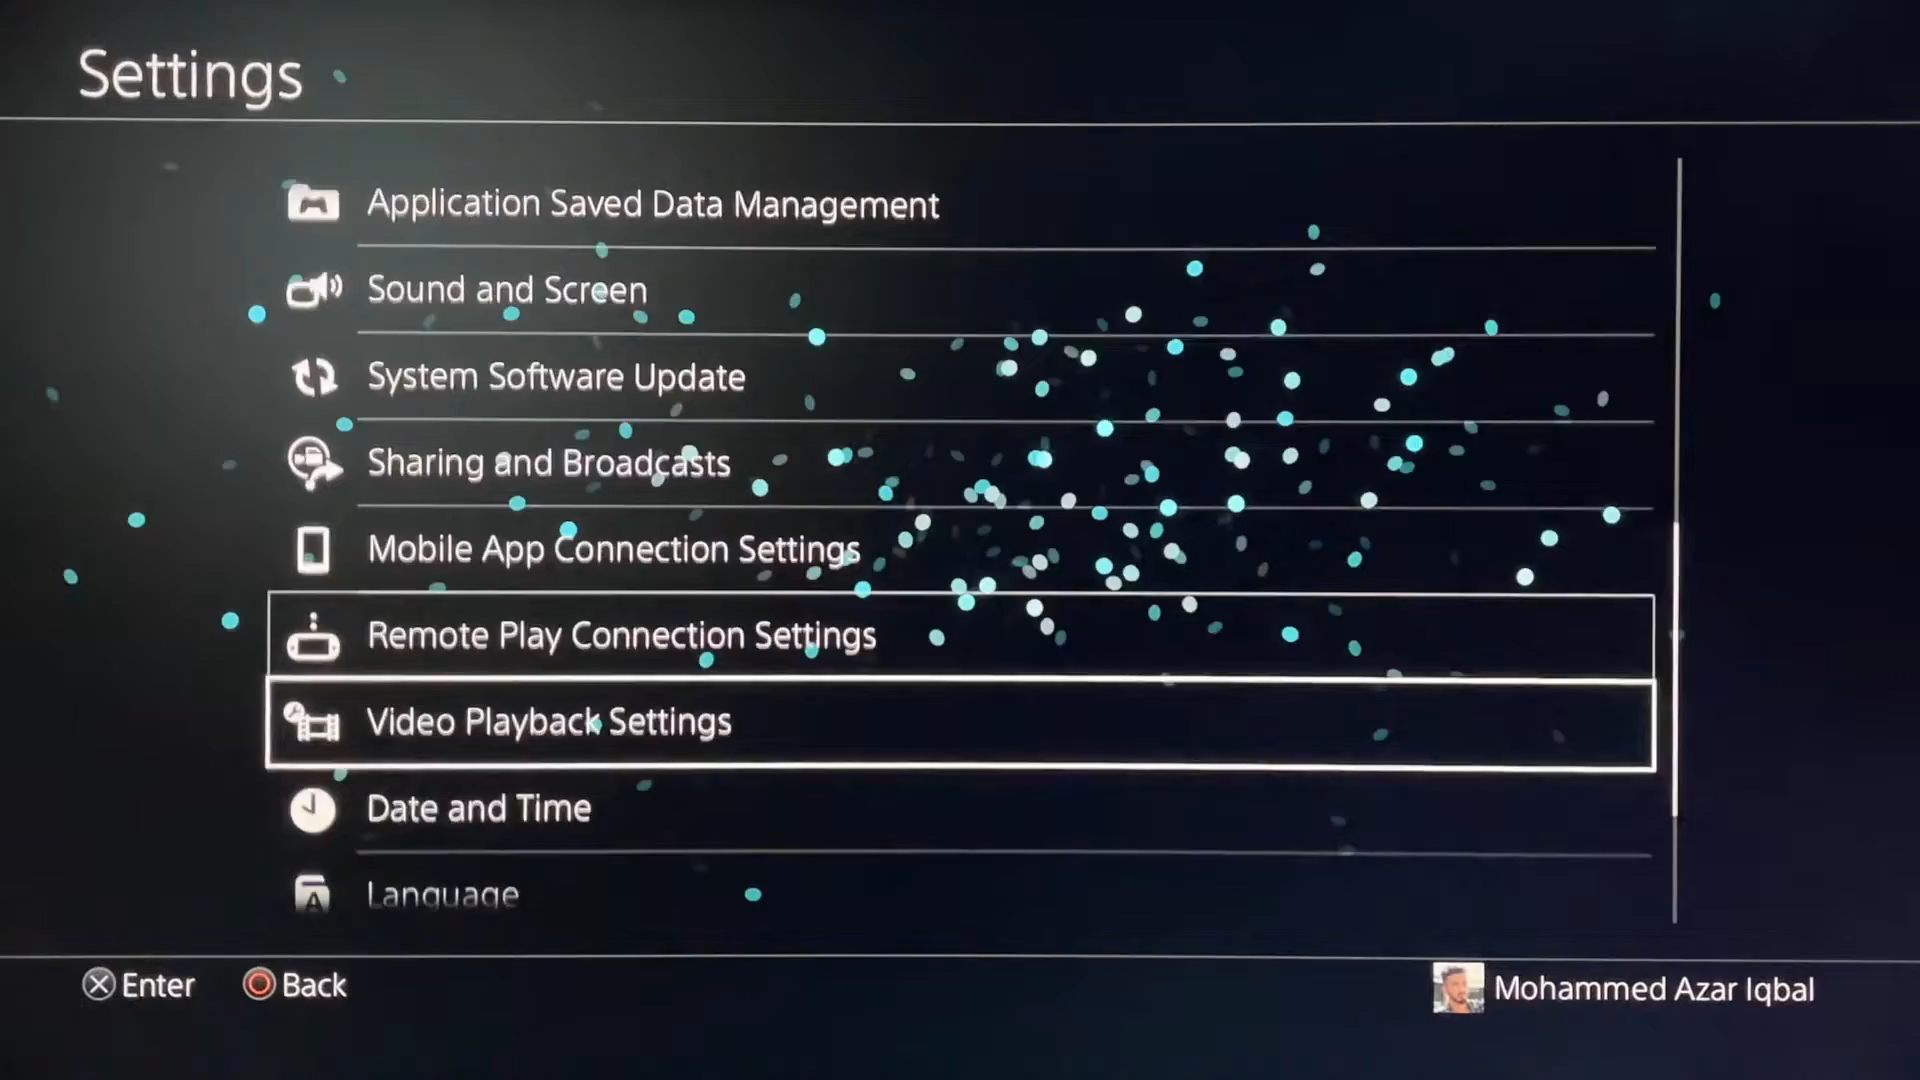 Settings
Application Saved Data Management
Sound and Screen
System Software Update
Sharing and Broadcasts
Mobile App Connection Settings
Remote Play Connection Settings
Video Playback Settings
Date and Time
Language
Enter Back
Mohammed Azar Iqbal